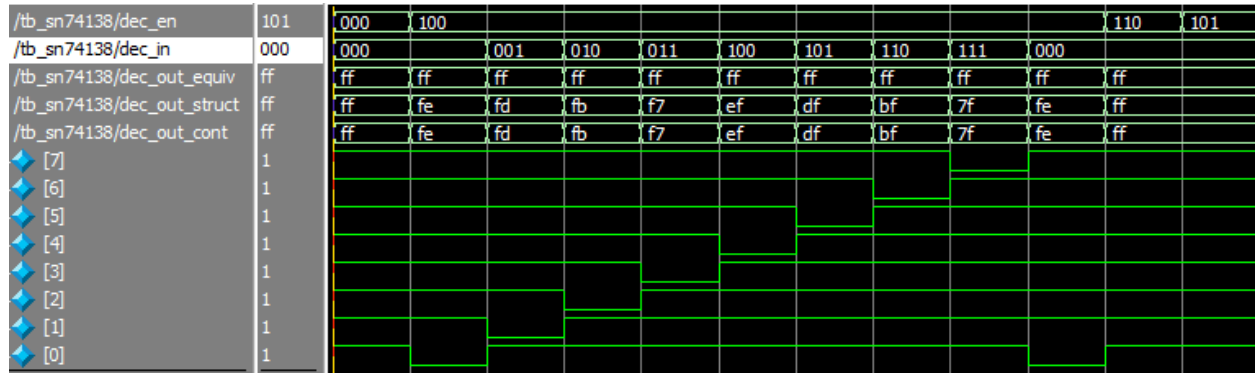 /tb_sn74138/dec_en 101 000 100 110 101
/tb_sn74138/dec_in 000 000 001 010 011 100 101 110 111 000
/tb_sn74138/dec_out_equiv ff ff ff ff ff ff ff ff ff ff ff ff
/tb_sn74138/dec_out_struct ff ff fe fd fb f7 ef df bf 7f fe ff
/tb_sn74138/dec_out_cont ff ff fe fd fb f7 ef df bf 7f fe ff
[7] 1
[6] 1
[5] 1
[4] 1
[3] 1
[2] 1
[1] 1
[0] 1